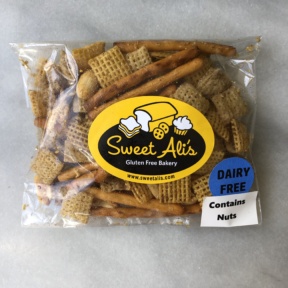 Sweet Ali's
Gluten Free Bakery
www.sweetalis.com
DAIRY
FREE
Contains
Nuts